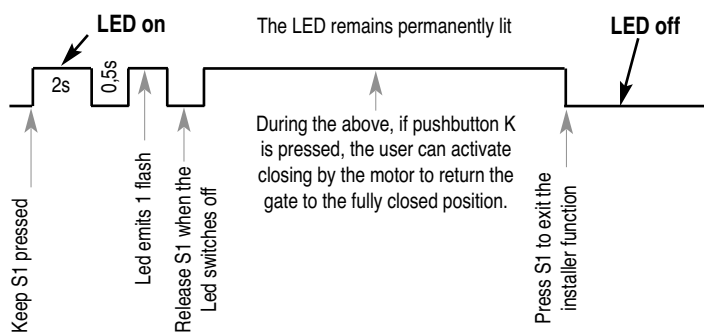 LED on
The LED remains permanently lit
LED off
2s
0,5s
During the above, if pushbutton K
is pressed, the user can activate
closing by the motor to return the
gate to the fully closed position.
Keep S1 pressed
Led emits 1 flash
Release S1 when the
Led switches off
Press S1 to exit the
installer function